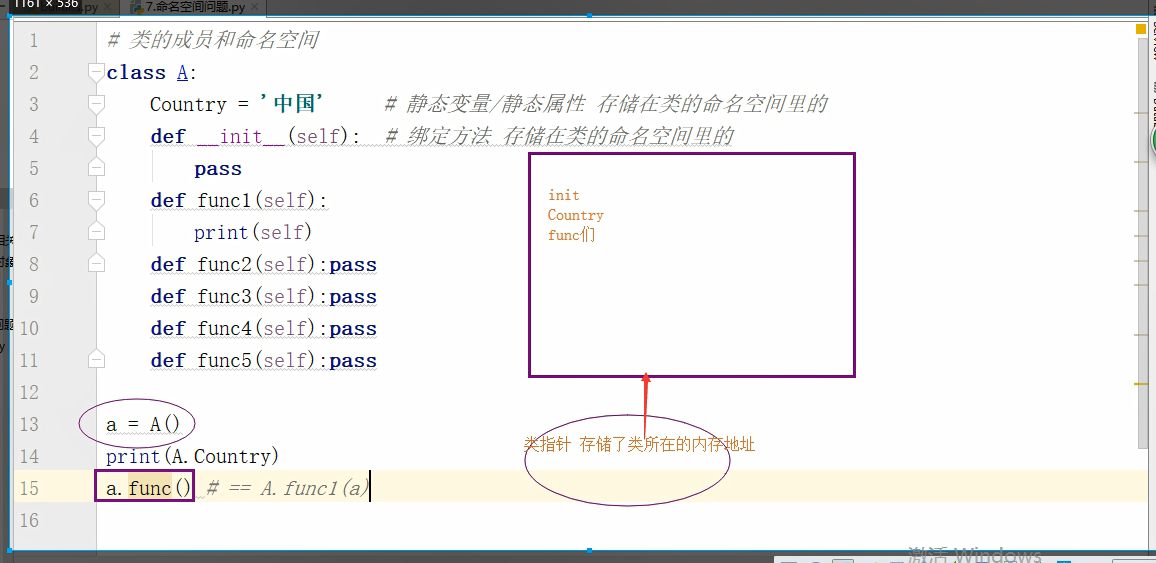 1161 × 536
.py
7.命名空间问题.py
1 # 类的成员和命名空间
2 class A:
3 Country = '中国' # 静态变量/静态属性 存储在类的命名空间里的
4 def __init__(self): # 绑定方法 存储在类的命名空间里的
5 pass
6 def func1(self):
7 print(self)
8 def func2(self):pass
9 def func3(self):pass
10 def func4(self):pass
11 def func5(self):pass
12
13 a = A()
14 print(A.Country)
15 a.func() # == A.func1(a)
16
init
Country
func们
类指针 存储了类所在的内存地址
激活 Windows